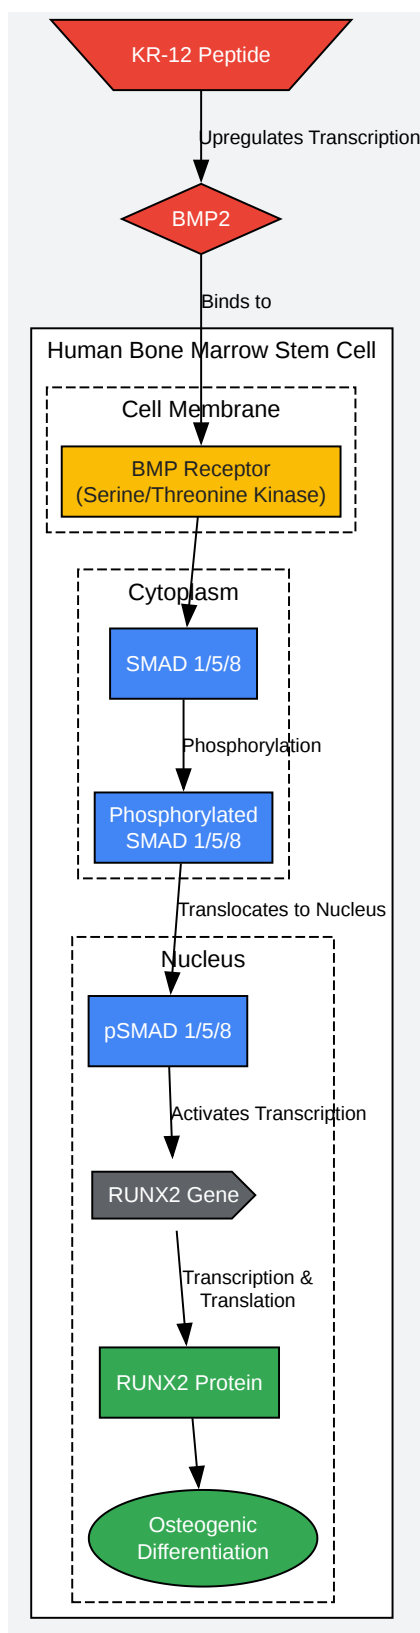 KR-12 Peptide
Upregulates Transcription
BMP2
Binds to
Human Bone Marrow Stem Cell
Cell Membrane
BMP Receptor
(Serine/Threonine Kinase)
Cytoplasm
SMAD 1/5/8
Phosphorylation
Phosphorylated
SMAD 1/5/8
Translocates to Nucleus
Nucleus
pSMAD 1/5/8
Activates Transcription
RUNX2 Gene
Transcription &
Translation
RUNX2 Protein
Osteogenic
Differentiation